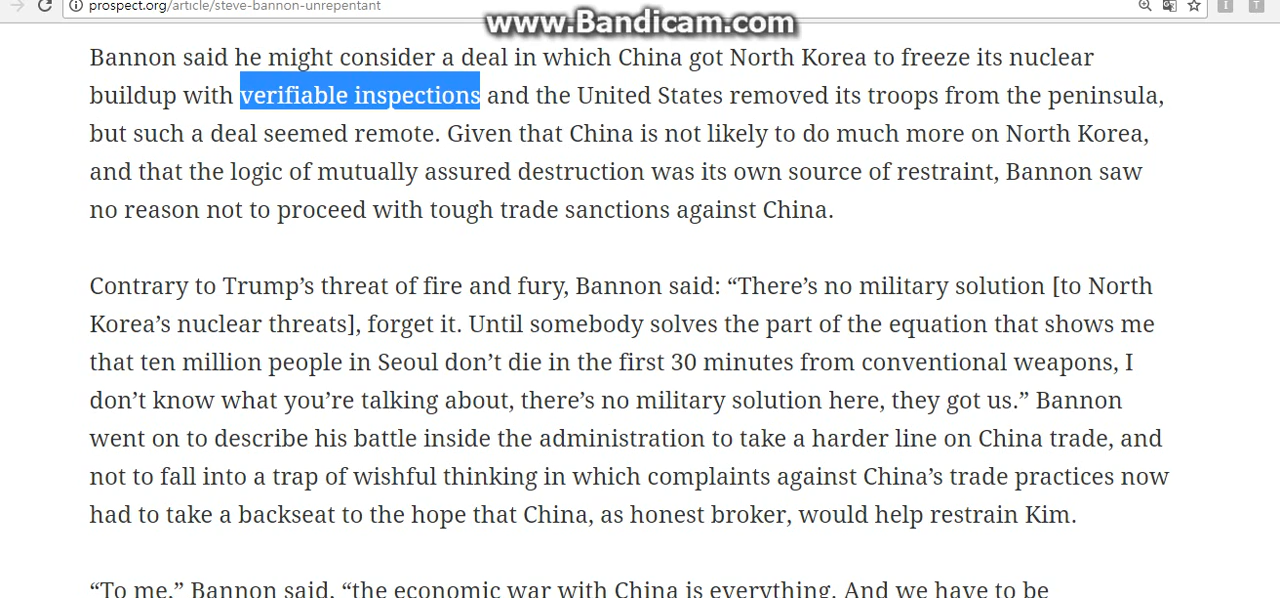 prospect.org/article/steve-bannon-unrepentant
www.Bandicam.com
Bannon said he might consider a deal in which China got North Korea to freeze its nuclear
buildup with verifiable inspections and the United States removed its troops from the peninsula,
but such a deal seemed remote. Given that China is not likely to do much more on North Korea,
and that the logic of mutually assured destruction was its own source of restraint, Bannon saw
no reason not to proceed with tough trade sanctions against China.
Contrary to Trump’s threat of fire and fury, Bannon said: “There’s no military solution [to North
Korea’s nuclear threats], forget it. Until somebody solves the part of the equation that shows me
that ten million people in Seoul don’t die in the first 30 minutes from conventional weapons, I
don’t know what you’re talking about, there’s no military solution here, they got us.” Bannon
went on to describe his battle inside the administration to take a harder line on China trade, and
not to fall into a trap of wishful thinking in which complaints against China’s trade practices now
had to take a backseat to the hope that China, as honest broker, would help restrain Kim.
“To me,” Bannon said, “the economic war with China is everything. And we have to be